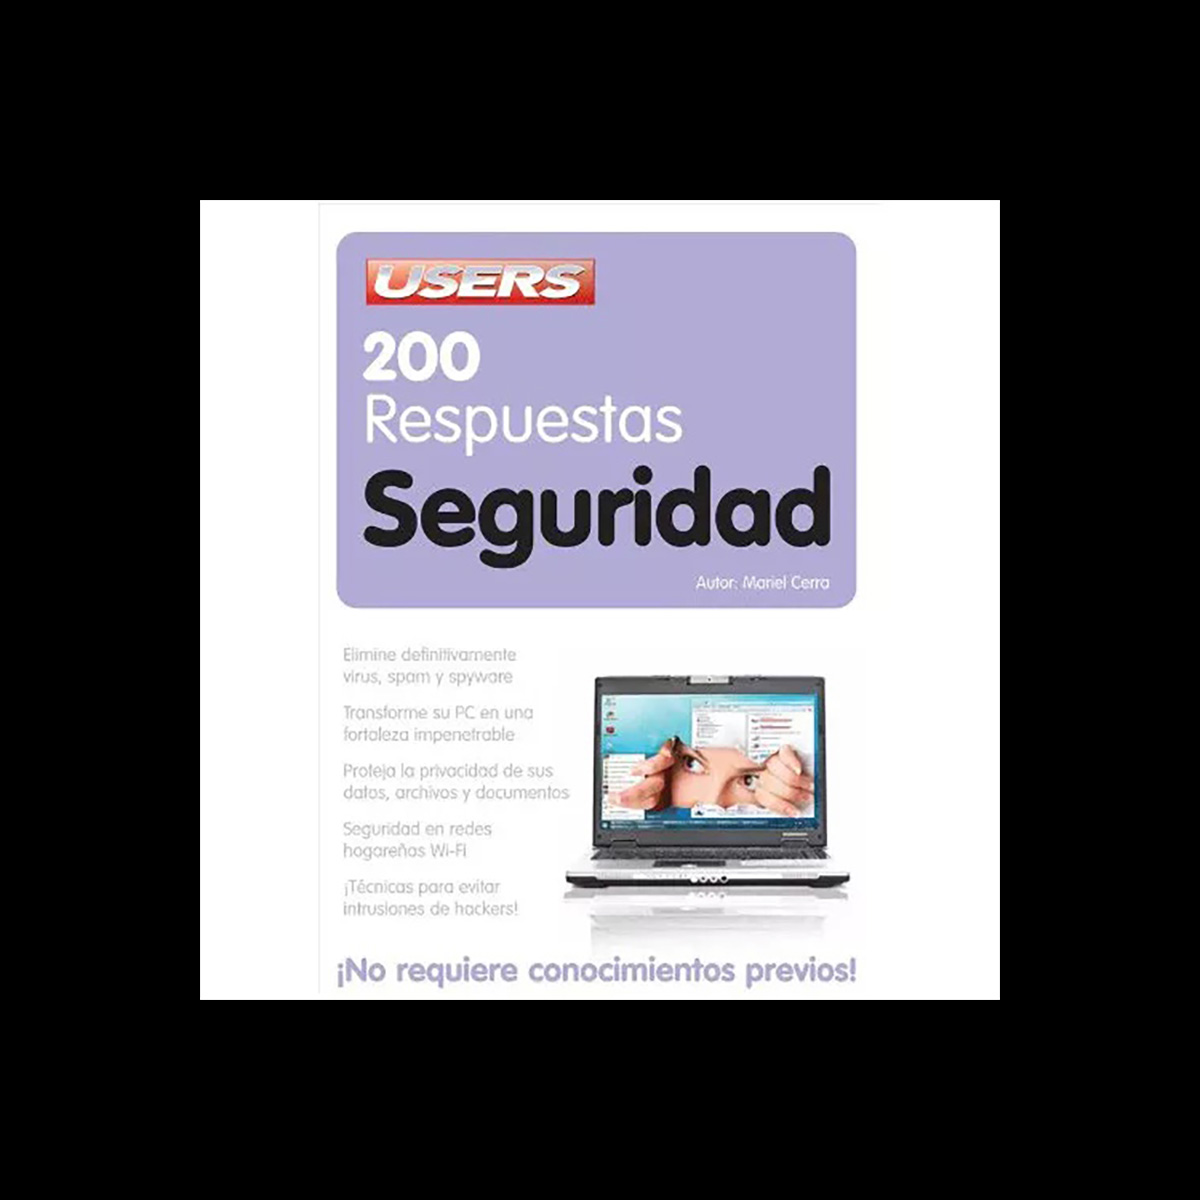 USERS
200
Respuestas
Seguridad
Autor: Mariel Cerra
Elimine definitivamente
virus, spam y spyware
Transforme su PC en una
fortaleza impenetrable
Proteja la privacidad de sus
datos, archivos y documentos
Seguridad en redes
hogareñas Wi-Fi
¡Técnicas para evitar
intrusiones de hackers!
¡No requiere conocimientos previos!